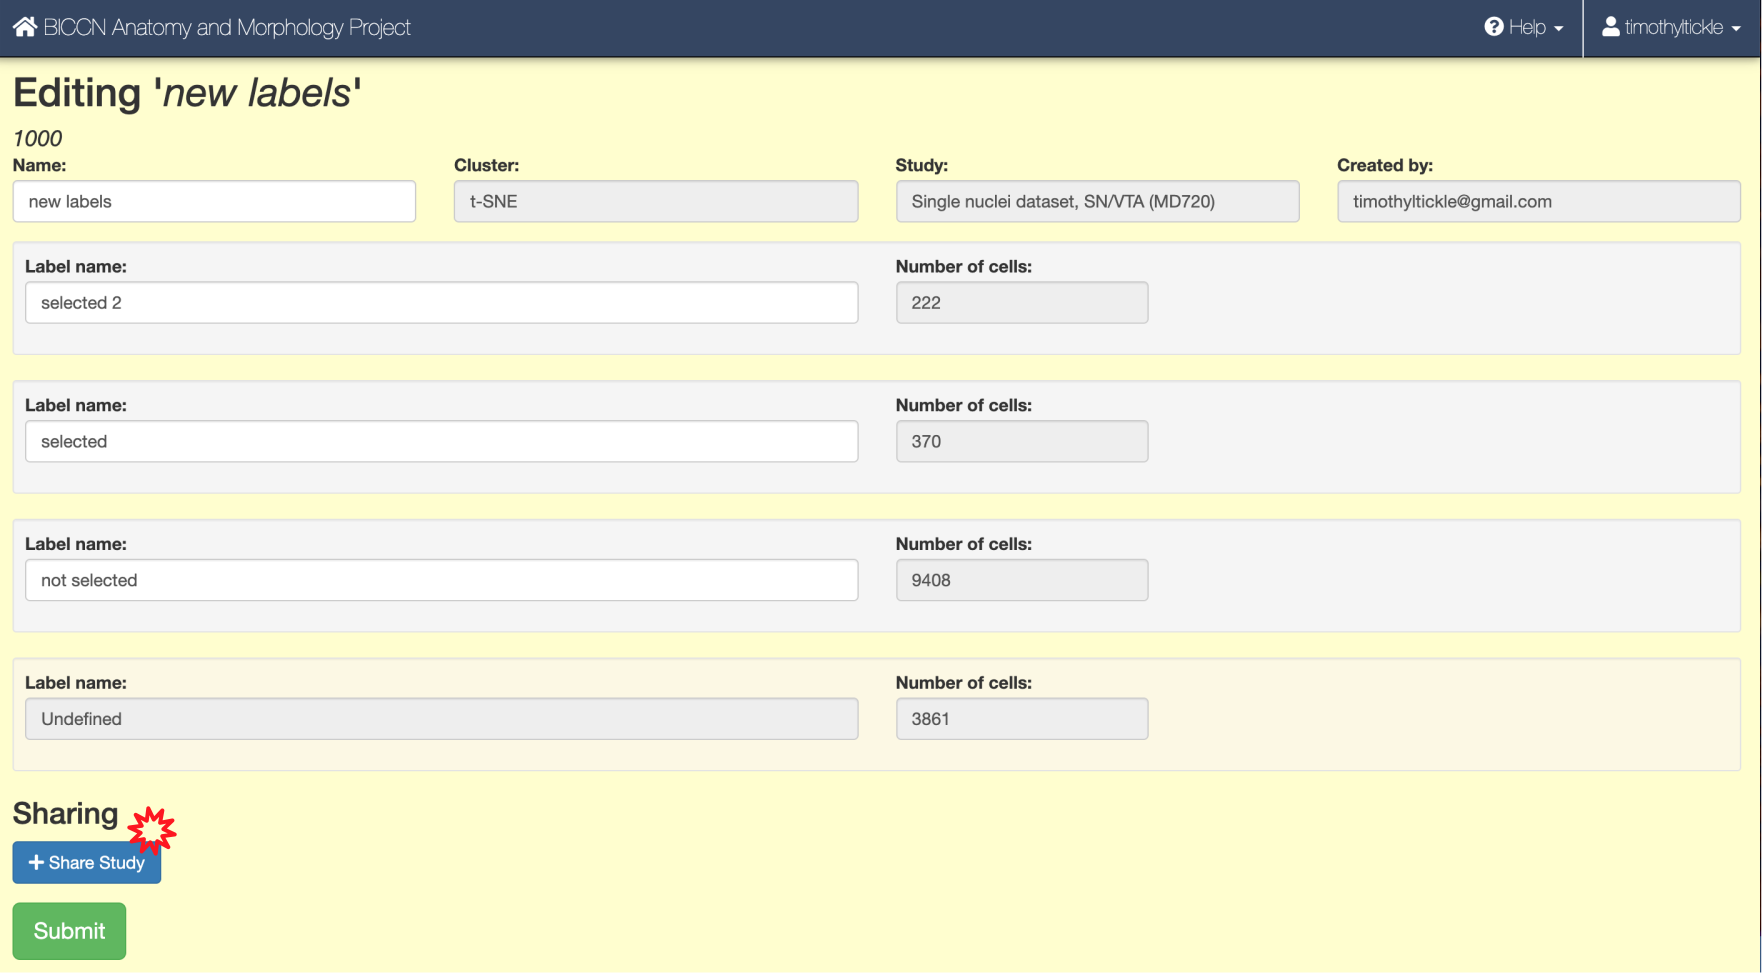 BICCN Anatomy and Morphology Project Help timothyltickle
Editing 'new labels'
1000
Name: Cluster: Study: Created by:
new labels t-SNE Single nuclei dataset, SN/VTA (MD720) timothyltickle@gmail.com
Label name: Number of cells:
selected 2 222
Label name: Number of cells:
selected 370
Label name: Number of cells:
not selected 9408
Label name: Number of cells:
Undefined 3861
Sharing
+ Share Study
Submit